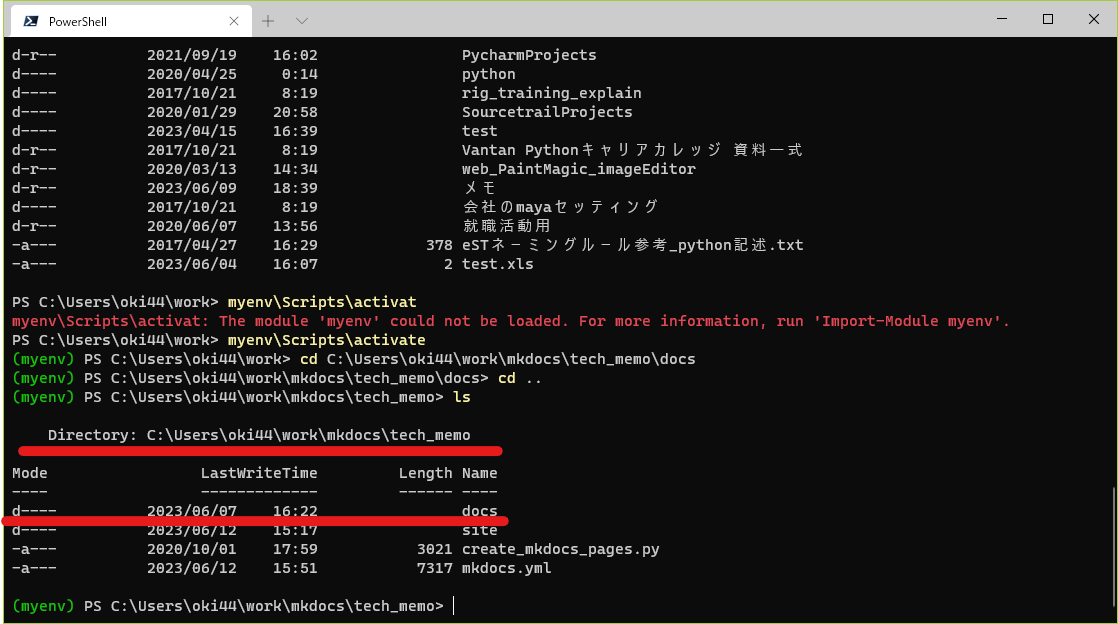 PowerShell
d-r-- 2021/09/19 16:02 PycharmProjects
d---- 2020/04/25 0:14 python
d---- 2017/10/21 8:19 rig_training_explain
d---- 2020/01/29 20:58 SourcetrailProjects
d---- 2023/04/15 16:39 test
d-r-- 2017/10/21 8:19 Vantan Pythonキャリアカレッジ 資料一式
d-r-- 2020/03/13 14:34 web_PaintMagic_imageEditor
d-r-- 2023/06/09 18:39 メモ
d---- 2017/10/21 8:19 会社のmayaセッティング
d-r-- 2020/06/07 13:56 就職活動用
-a--- 2017/04/27 16:29 378 eSTネーミングルール参考_python記述.txt
-a--- 2023/06/04 16:07 2 test.xls
PS C:\Users\oki44\work> myenv\Scripts\activat
myenv\Scripts\activat: The module 'myenv' could not be loaded. For more information, run 'Import-Module myenv'.
PS C:\Users\oki44\work> myenv\Scripts\activate
(myenv) PS C:\Users\oki44\work> cd C:\Users\oki44\work\mkdocs\tech_memo\docs
(myenv) PS C:\Users\oki44\work\mkdocs\tech_memo\docs> cd ..
(myenv) PS C:\Users\oki44\work\mkdocs\tech_memo> ls
Directory: C:\Users\oki44\work\mkdocs\tech_memo
Mode LastWriteTime Length Name
---- ------------- ------ ----
d---- 2023/06/07 16:22 docs
d---- 2023/06/12 15:17 site
-a--- 2020/10/01 17:59 3021 create_mkdocs_pages.py
-a--- 2023/06/12 15:51 7317 mkdocs.yml
(myenv) PS C:\Users\oki44\work\mkdocs\tech_memo>